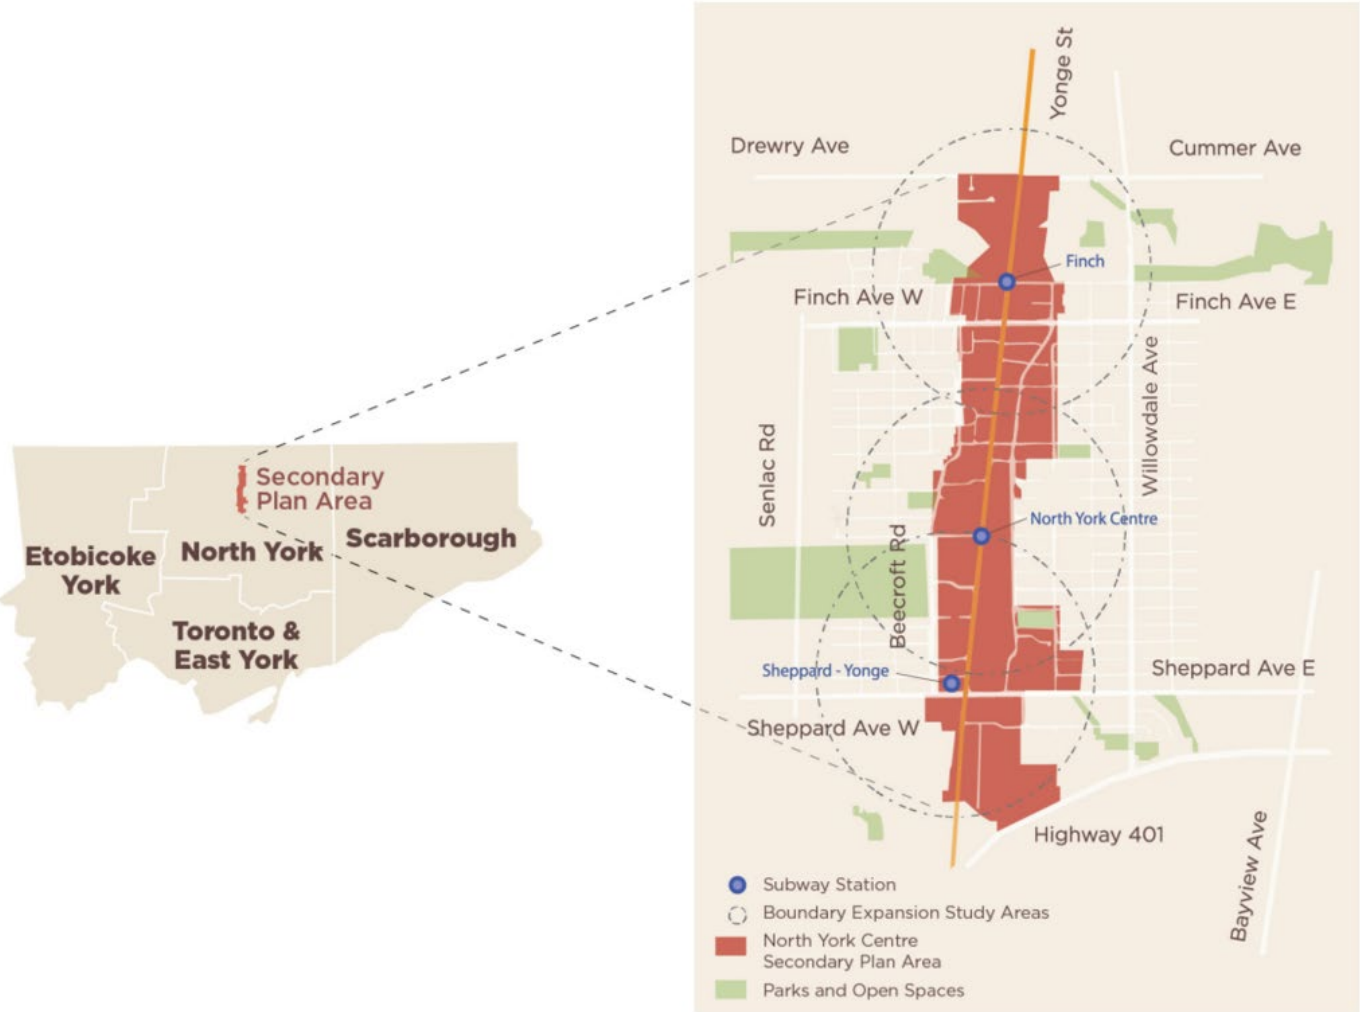 Secondary
Plan Area
Etobicoke
York
North York
Scarborough
Toronto &
East York
Yonge St
Drewry Ave
Cummer Ave
Finch
Finch Ave W
Finch Ave E
Willowdale Ave
Senlac Rd
North York Centre
Beecroft Rd
Sheppard - Yonge
Sheppard Ave E
Sheppard Ave W
Highway 401
Bayview Ave
Subway Station
Boundary Expansion Study Areas
North York Centre
Secondary Plan Area
Parks and Open Spaces